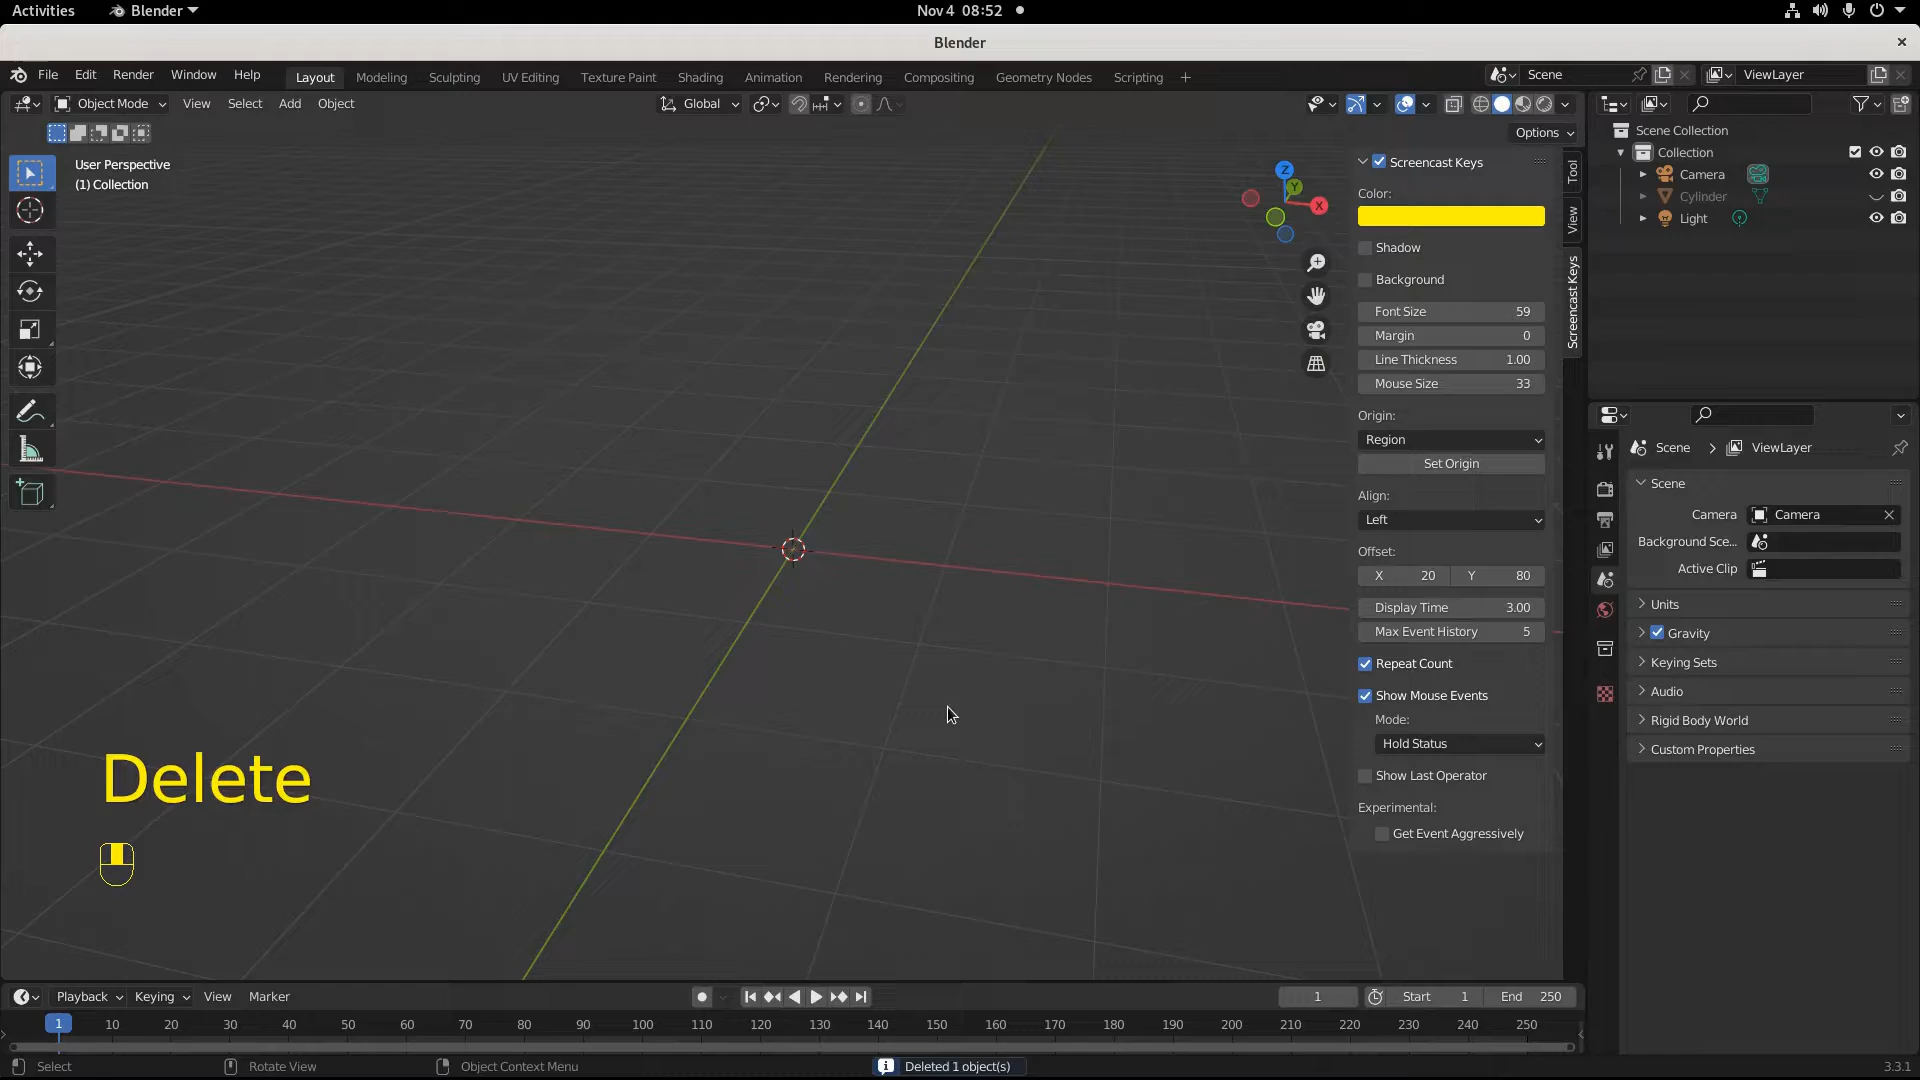 Activities
Blender
Nov 4 08:52
Blender
File Edit Render Window Help
Layout Modeling Sculpting UV Editing Texture Paint Shading Animation Rendering Compositing Geometry Nodes Scripting
Scene
ViewLayer
Object Mode View Select Add Object
Global
Options
User Perspective
(1) Collection
Z
Y
X
Screencast Keys
Color:
Shadow
Background
Font Size 59
Margin 0
Line Thickness 1.00
Mouse Size 33
Origin:
Region
Set Origin
Align:
Left
Offset:
X 20 Y 80
Display Time 3.00
Max Event History 5
Repeat Count
Show Mouse Events
Mode:
Hold Status
Show Last Operator
Experimental:
Get Event Aggressively
Tool
View
Screencast Keys
Scene Collection
Collection
Camera
Cylinder
Light
Scene
ViewLayer
Scene
Camera Camera
Background Sce...
Active Clip
Units
Gravity
Keying Sets
Audio
Rigid Body World
Custom Properties
Delete
Playback Keying View Marker
1 Start 1 End 250
1 10 20 30 40 50 60 70 80 90 100 110 120 130 140 150 160 170 180 190 200 210 220 230 240 250
Select Rotate View Object Context Menu
Deleted 1 object(s)
3.3.1